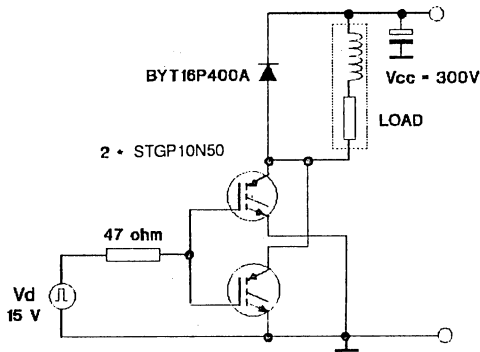 BYT16P400A
Vcc = 300V
LOAD
2 * STGP10N50
47 ohm
Vd
15 V